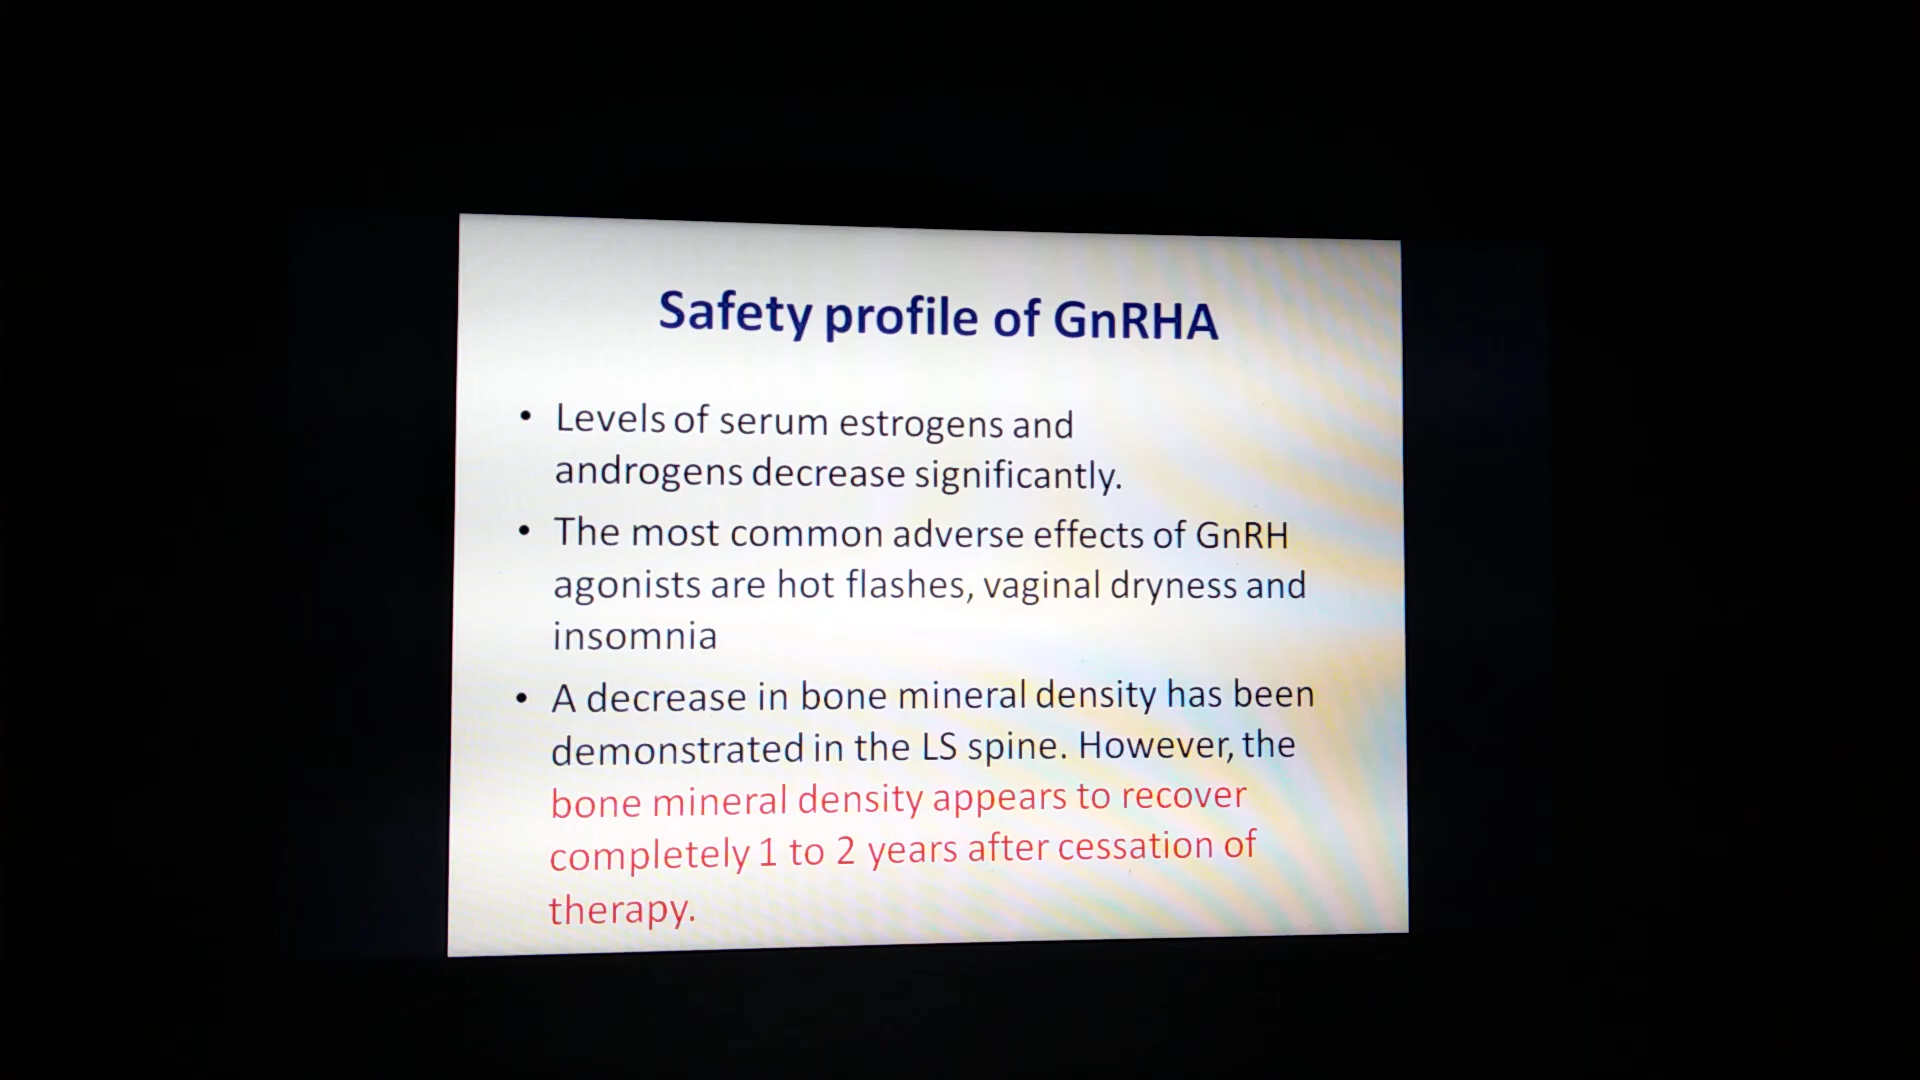 Safety profile of GnRHA
• Levels of serum estrogens and
androgens decrease significantly.
• The most common adverse effects of GnRH
agonists are hot flashes, vaginal dryness and
insomnia
• A decrease in bone mineral density has been
demonstrated in the LS spine. However, the
bone mineral density appears to recover
completely 1 to 2 years after cessation of
therapy.